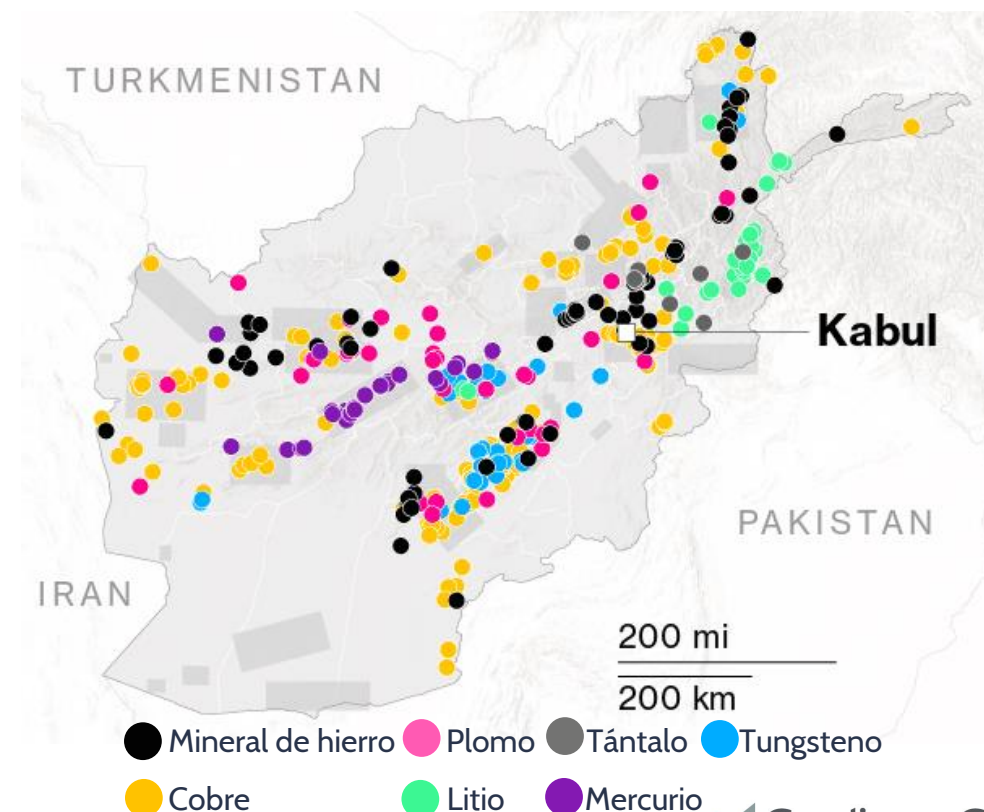 TURKMENISTAN
Kabul
PAKISTAN
IRAN
200 mi
200 km
Mineral de hierro Plomo Tántalo Tungsteno
Cobre Litio Mercurio